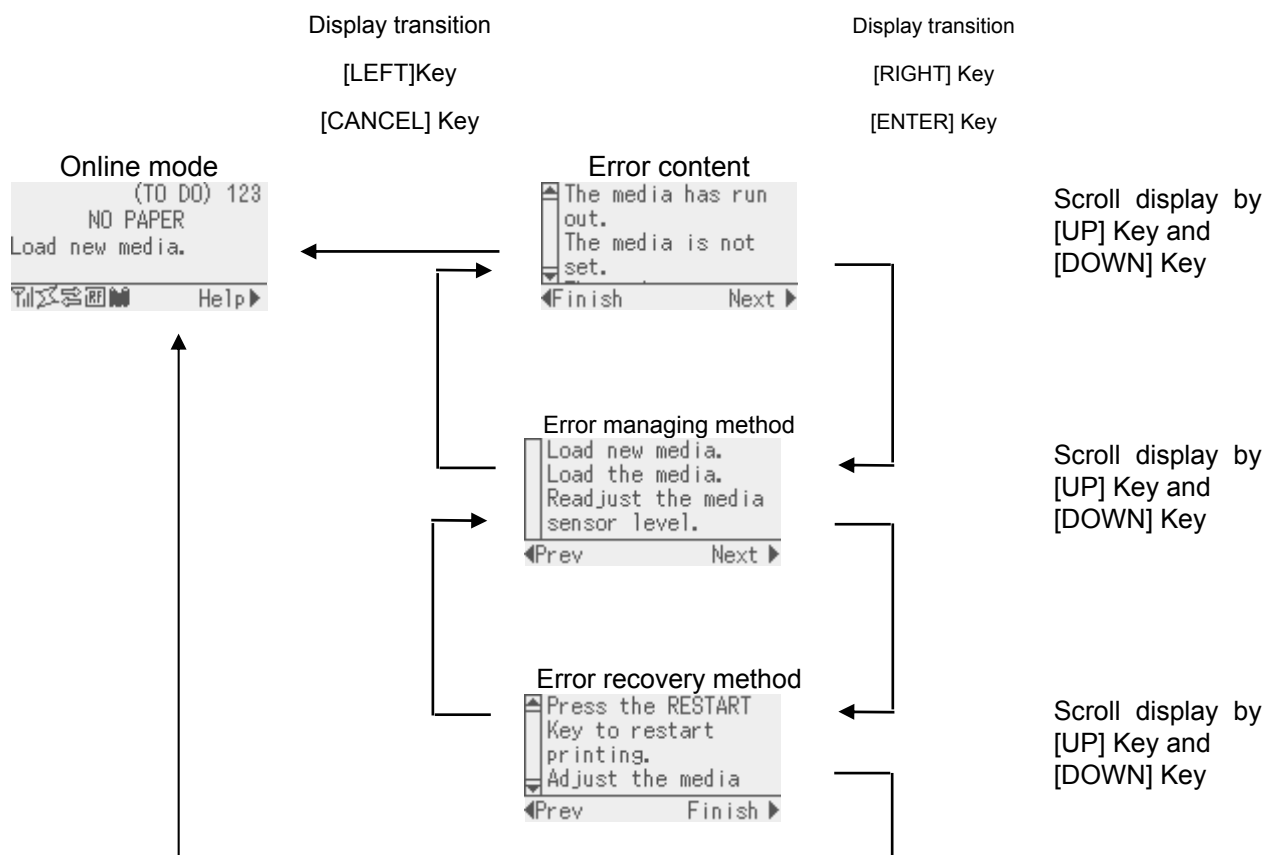 Display transition
[LEFT]Key
[CANCEL] Key
Display transition
[RIGHT] Key
[ENTER] Key
Online mode
(TO DO) 123
NO PAPER
Load new media.
RF
Help▶
Error content
The media has run
out.
The media is not
set.
◀Finish Next ▶
Scroll display by
[UP] Key and
[DOWN] Key
Error managing method
Load new media.
Load the media.
Readjust the media
sensor level.
◀Prev Next ▶
Scroll display by
[UP] Key and
[DOWN] Key
Error recovery method
Press the RESTART
Key to restart
printing.
Adjust the media
◀Prev Finish ▶
Scroll display by
[UP] Key and
[DOWN] Key